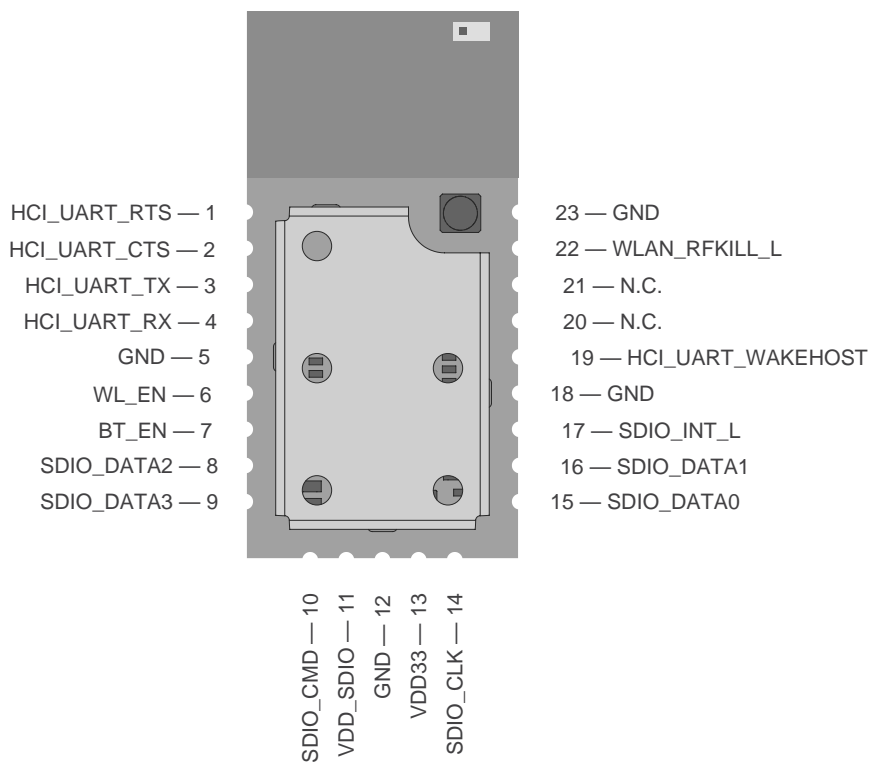 HCI_UART_RTS — 1
HCI_UART_CTS — 2
HCI_UART_TX — 3
HCI_UART_RX — 4
GND — 5
WL_EN — 6
BT_EN — 7
SDIO_DATA2 — 8
SDIO_DATA3 — 9
SDIO_CMD — 10
VDD_SDIO — 11
GND — 12
VDD33 — 13
SDIO_CLK — 14
23 — GND
22 — WLAN_RFKILL_L
21 — N.C.
20 — N.C.
19 — HCI_UART_WAKEHOST
18 — GND
17 — SDIO_INT_L
16 — SDIO_DATA1
15 — SDIO_DATA0